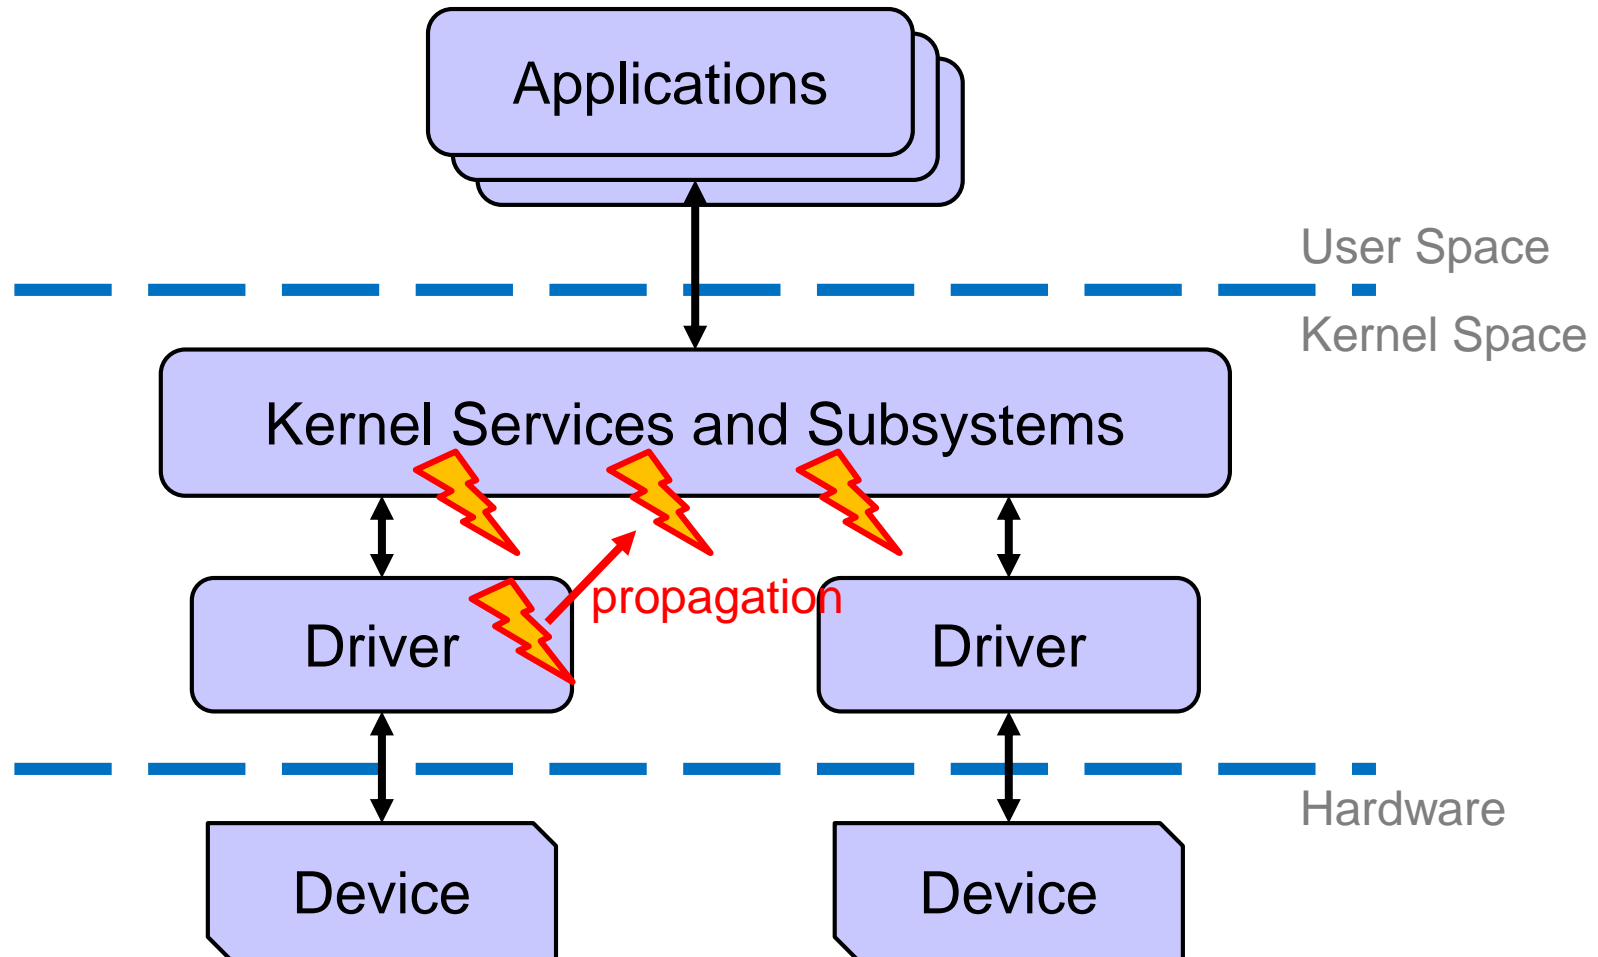 Applications
User Space
Kernel Space
Kernel Services and Subsystems
propagation
Driver
Driver
Hardware
Device
Device